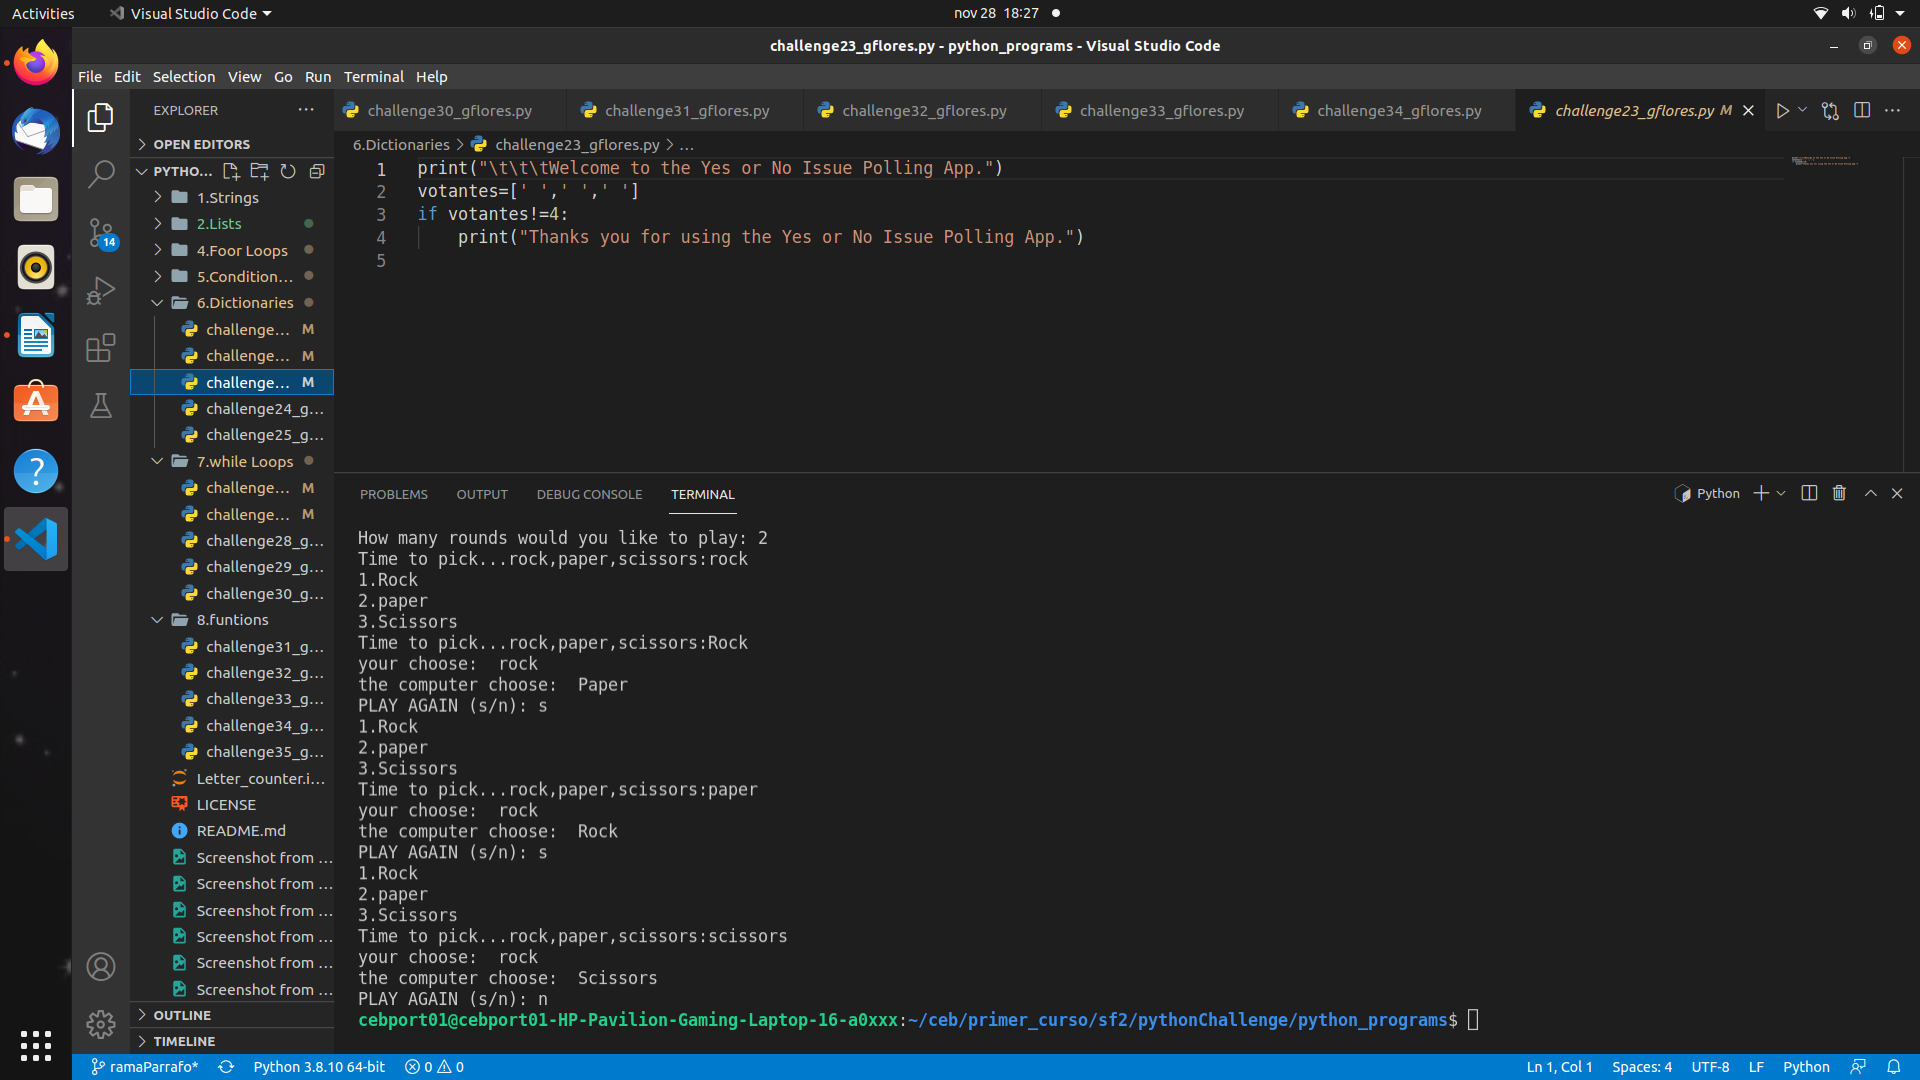 Activities
Visual Studio Code
nov 28 18:27
challenge23_gflores.py - python_programs - Visual Studio Code
File Edit Selection View Go Run Terminal Help
EXPLORER
challenge30_gflores.py
challenge31_gflores.py
challenge32_gflores.py
challenge33_gflores.py
challenge34_gflores.py
challenge23_gflores.py M
OPEN EDITORS
PYTHO...
1.Strings
2.Lists
4.Foor Loops
5.Condition...
6.Dictionaries
challenge... M
challenge... M
challenge... M
challenge24_g...
challenge25_g...
7.while Loops
challenge... M
challenge... M
challenge28_g...
challenge29_g...
challenge30_g...
8.funtions
challenge31_g...
challenge32_g...
challenge33_g...
challenge34_g...
challenge35_g...
Letter_counter.i...
LICENSE
README.md
Screenshot from ...
Screenshot from ...
Screenshot from ...
Screenshot from ...
Screenshot from ...
Screenshot from ...
OUTLINE
TIMELINE
14
6.Dictionaries > challenge23_gflores.py > ...
1 print("\t\t\tWelcome to the Yes or No Issue Polling App.")
2 votantes=[' ',' ',' ']
3 if votantes!=4:
4     print("Thanks you for using the Yes or No Issue Polling App.")
5
PROBLEMS OUTPUT DEBUG CONSOLE TERMINAL
Python
How many rounds would you like to play: 2
Time to pick...rock,paper,scissors:rock
1.Rock
2.paper
3.Scissors
Time to pick...rock,paper,scissors:Rock
your choose:  rock
the computer choose:  Paper
PLAY AGAIN (s/n): s
1.Rock
2.paper
3.Scissors
Time to pick...rock,paper,scissors:paper
your choose:  rock
the computer choose:  Rock
PLAY AGAIN (s/n): s
1.Rock
2.paper
3.Scissors
Time to pick...rock,paper,scissors:scissors
your choose:  rock
the computer choose:  Scissors
PLAY AGAIN (s/n): n
cebport01@cebport01-HP-Pavilion-Gaming-Laptop-16-a0xxx:~/ceb/primer_curso/sf2/pythonChallenge/python_programs$
ramaParrafo* Python 3.8.10 64-bit 0 0
Ln 1, Col 1 Spaces: 4 UTF-8 LF Python